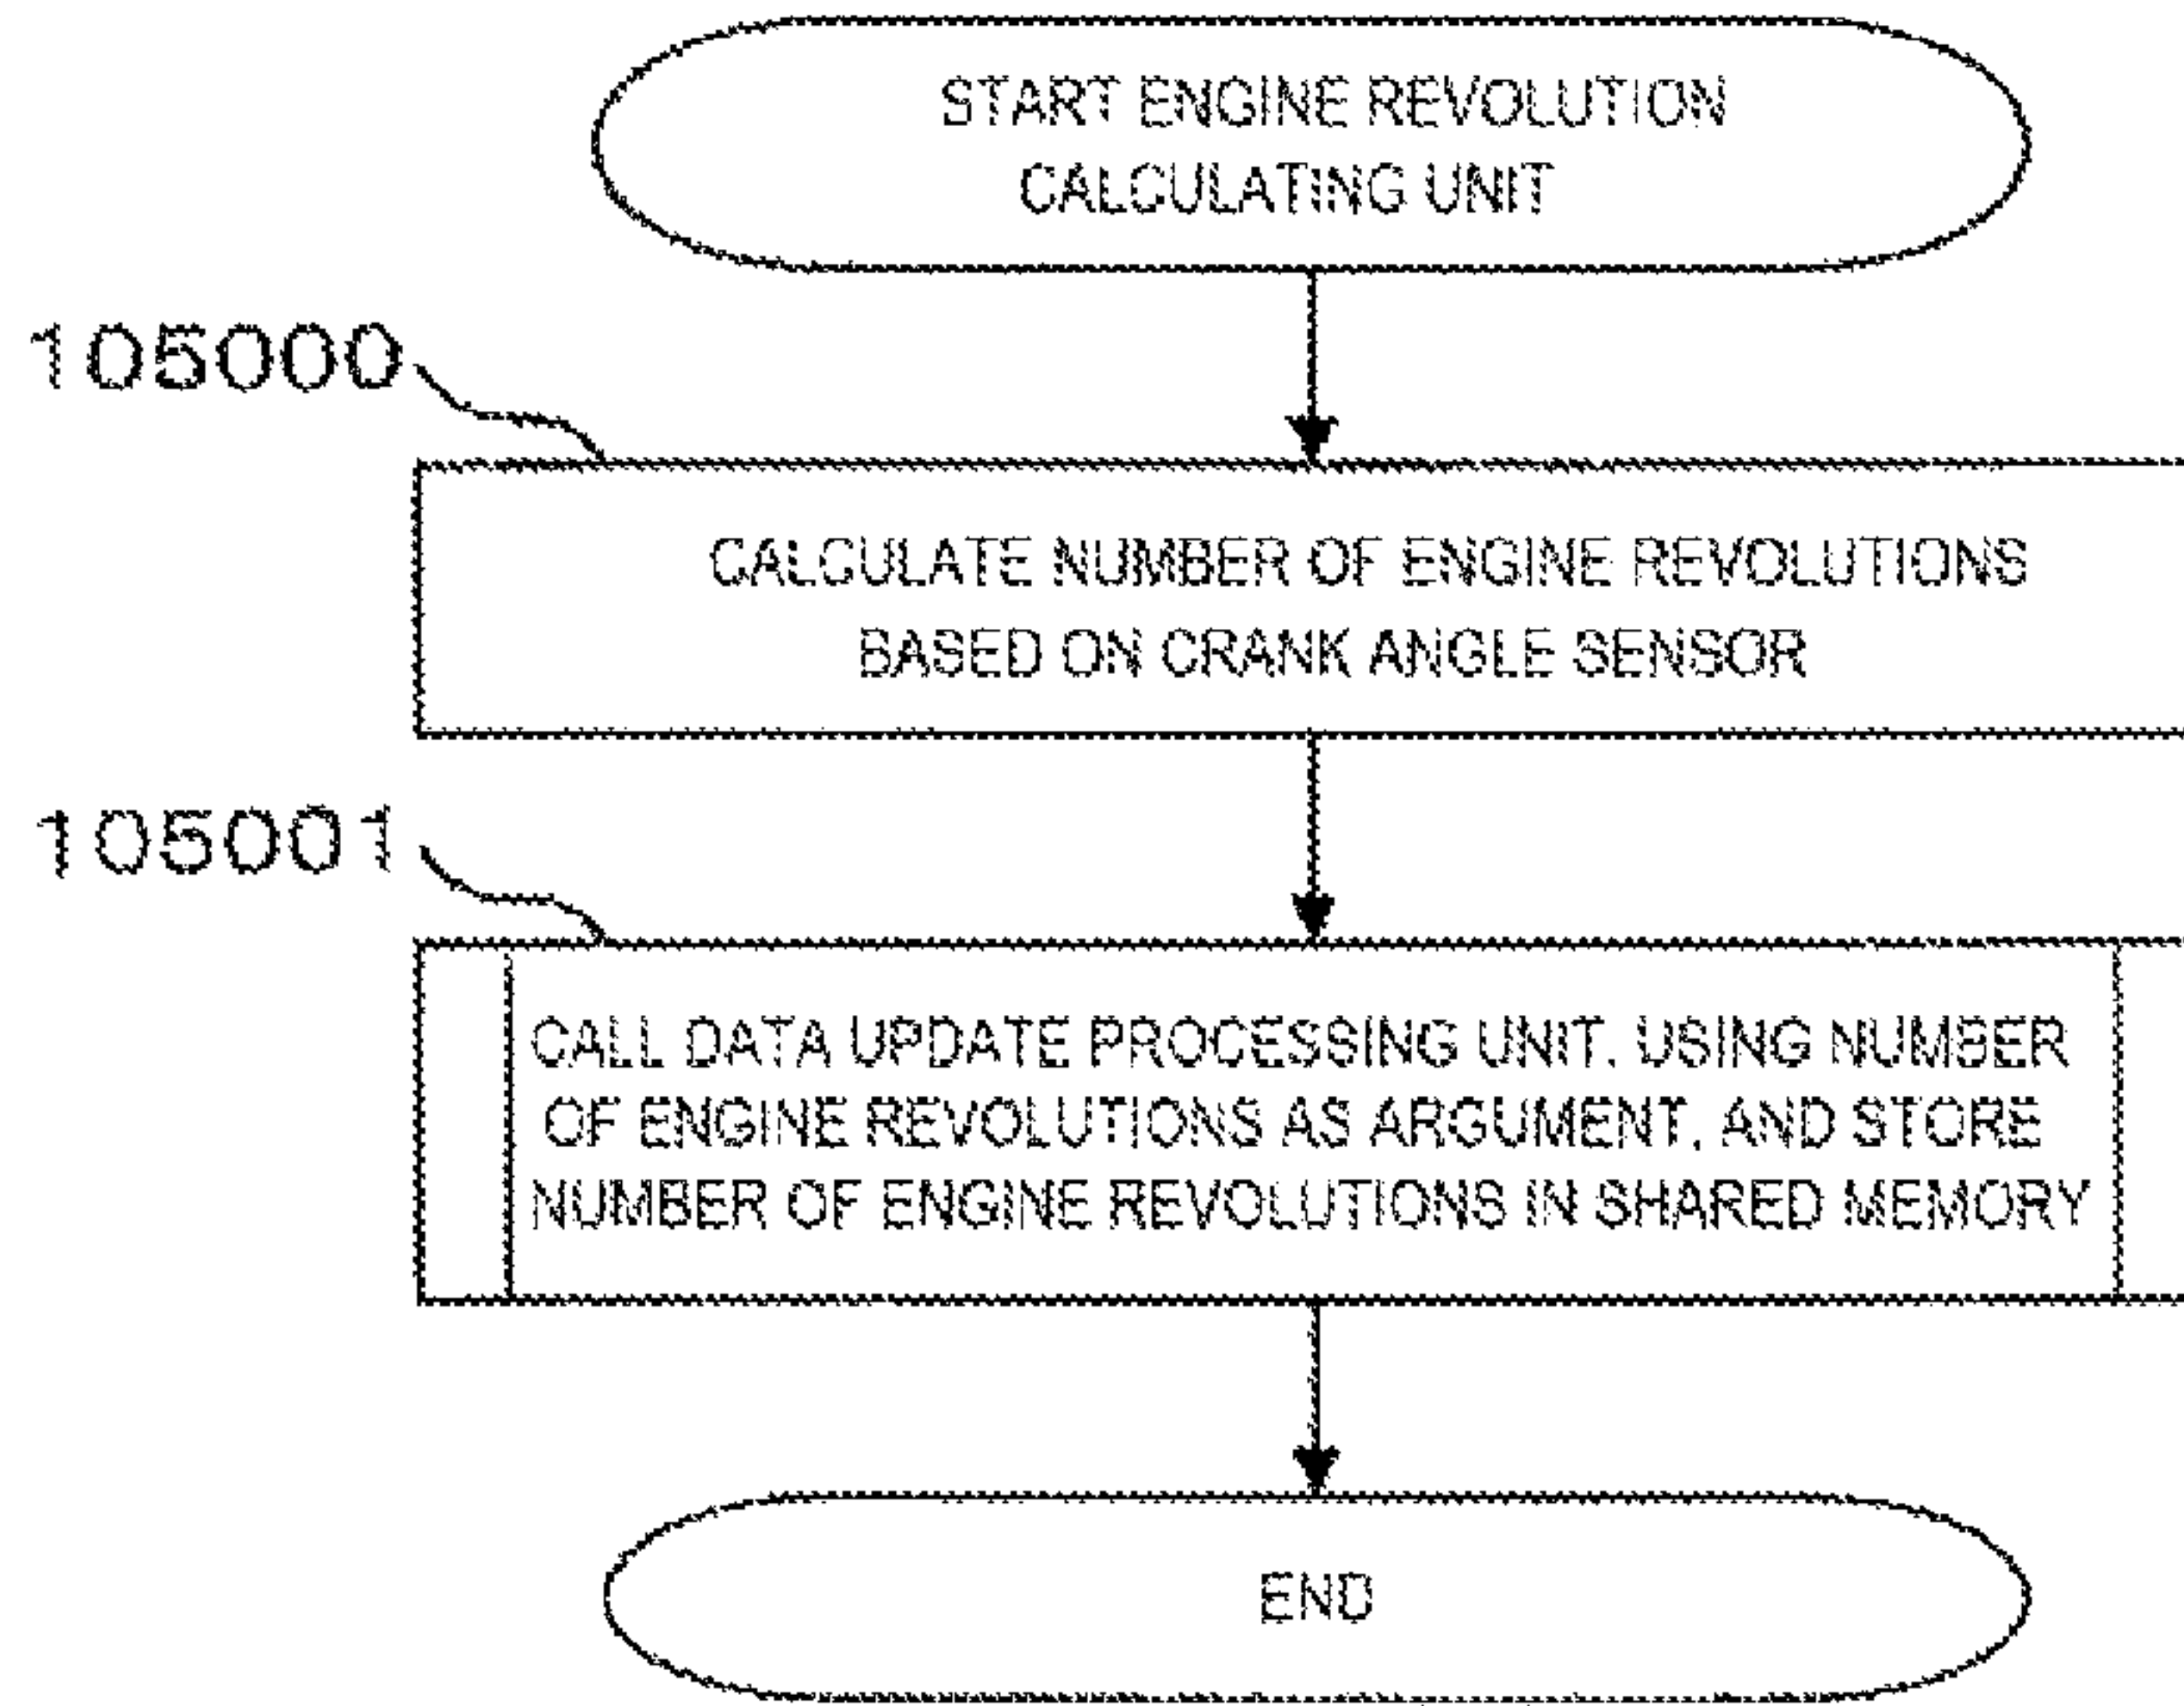 START ENGINE REVOLUTION
CALCULATING UNIT
105000
CALCULATE NUMBER OF ENGINE REVOLUTIONS
BASED ON CRANK ANGLE SENSOR
105001
CALL DATA UPDATE PROCESSING UNIT, USING NUMBER
OF ENGINE REVOLUTIONS AS ARGUMENT, AND STORE
NUMBER OF ENGINE REVOLUTIONS IN SHARED MEMORY
END